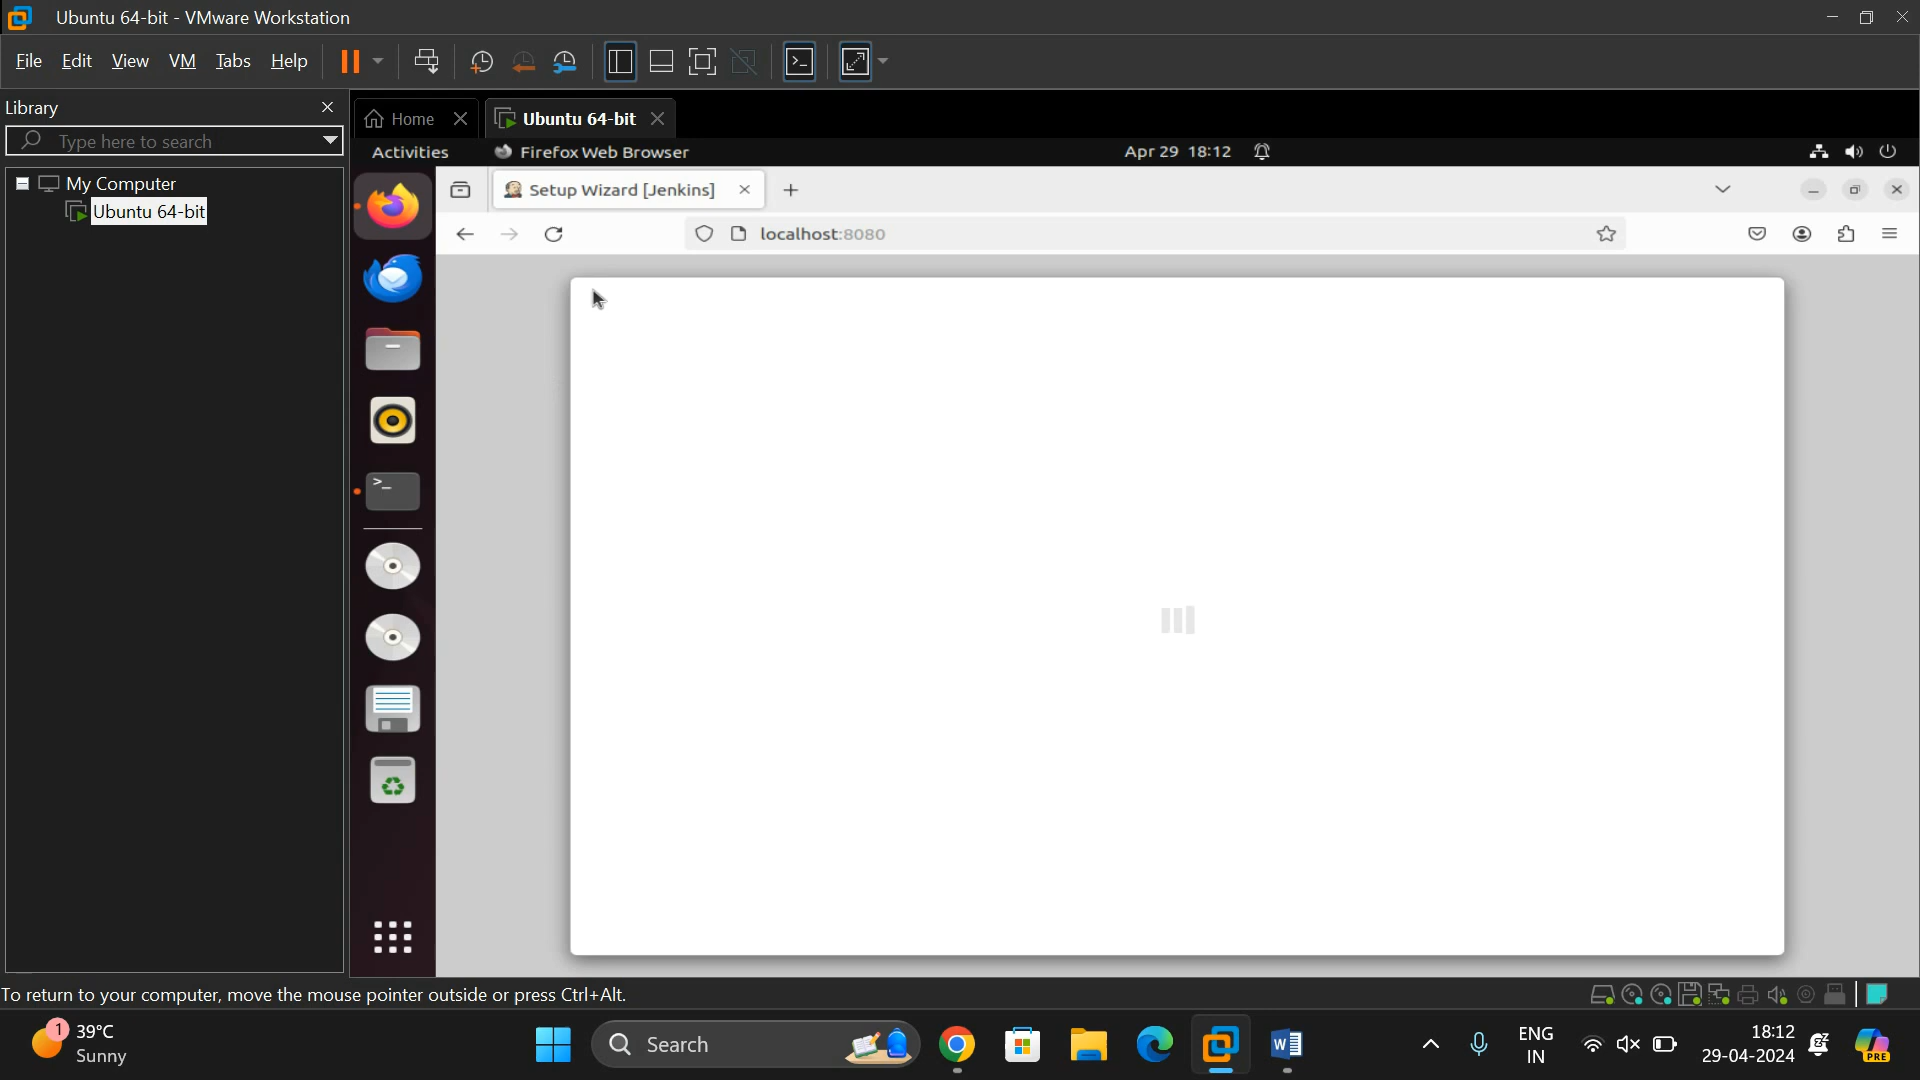 Ubuntu 64-bit - VMware Workstation
File Edit View VM Tabs Help
Library
Type here to search
My Computer
Ubuntu 64-bit
Home
Ubuntu 64-bit
Activities
Firefox Web Browser
Apr 29 18:12
Setup Wizard [Jenkins]
localhost:8080
To return to your computer, move the mouse pointer outside or press Ctrl+Alt.
1
39°C
Sunny
Search
ENG
IN
18:12
29-04-2024
PRE